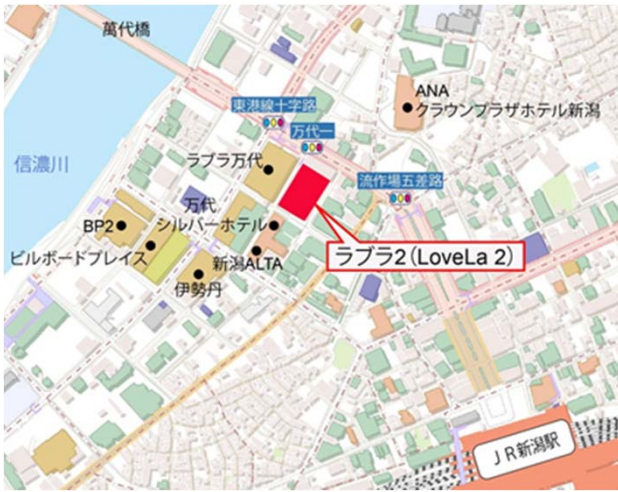 萬代橋
ANA
クラウンプラザホテル新潟
東港線十字路
万代一
ラブラ万代
信濃川
流作場五差路
万代
シルバーホテル
BP2
ビルボードプレイス
新潟ALTA
ラブラ2(LoveLa 2)
伊勢丹
JR新潟駅